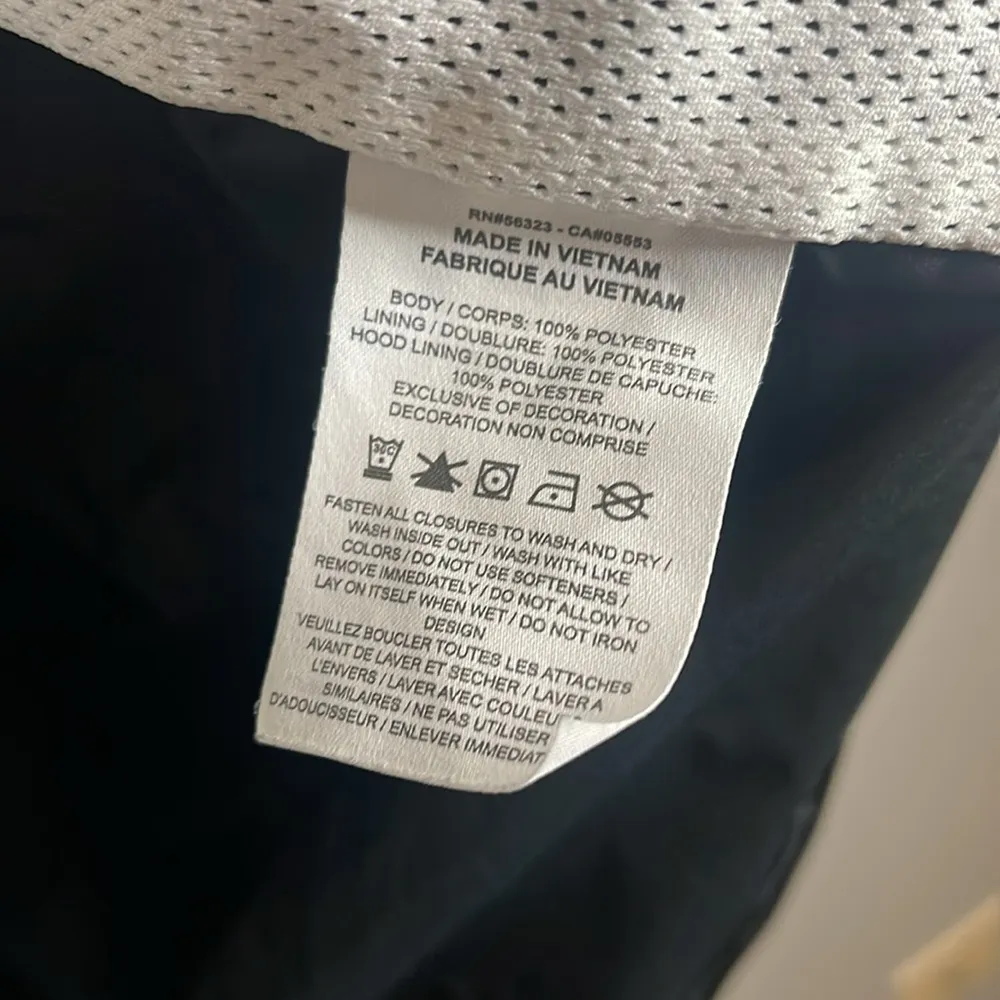 RN#56323 - CA#05553
MADE IN VIETNAM
FABRIQUE AU VIETNAM
BODY / CORPS: 100% POLYESTER
LINING / DOUBLURE: 100% POLYESTER
HOOD LINING / DOUBLURE DE CAPUCHE:
100% POLYESTER
EXCLUSIVE OF DECORATION /
DECORATION NON COMPRISE
30C
FASTEN ALL CLOSURES TO WASH AND DRY /
WASH INSIDE OUT / WASH WITH LIKE
COLORS / DO NOT USE SOFTENERS /
REMOVE IMMEDIATELY / DO NOT ALLOW TO
LAY ON ITSELF WHEN WET / DO NOT IRON
DESIGN
VEUILLEZ BOUCLER TOUTES LES ATTACHES
AVANT DE LAVER ET SECHER / LAVER A
L'ENVERS / LAVER AVEC COULEU
SIMILAIRES / NE PAS UTILISER
D'ADOUCISSEUR / ENLEVER IMMEDIAT